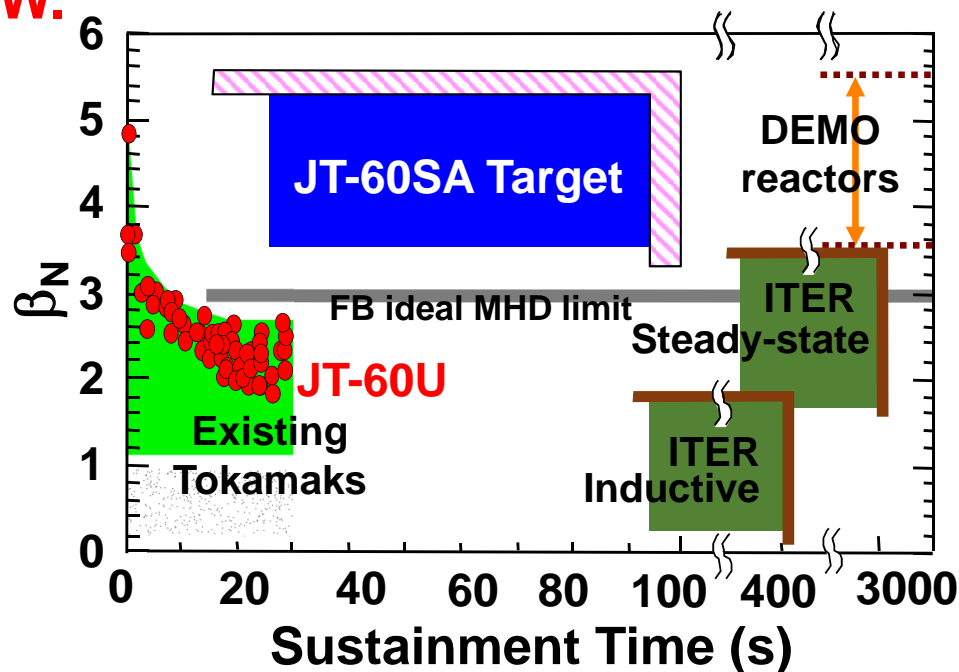 w.
6
5
4
3
2
1
0
βN
JT-60SA Target
DEMO
reactors
FB ideal MHD limit
ITER
Steady-state
JT-60U
Existing
Tokamaks
ITER
Inductive
0 20 40 60 80 100 400 3000
Sustainment Time (s)